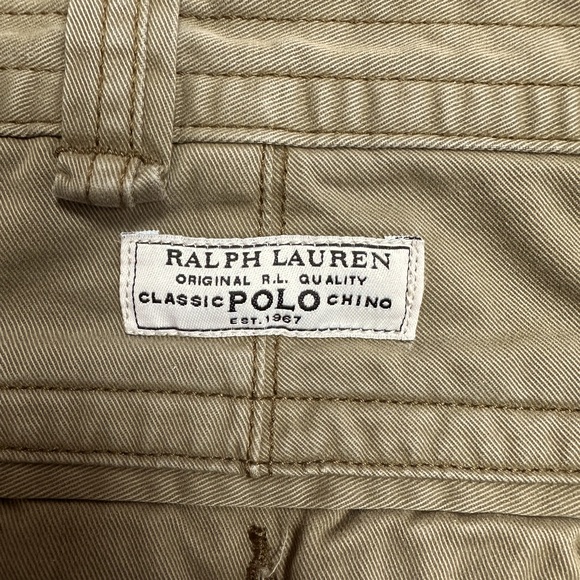 RALPH LAUREN
ORIGINAL R.L. QUALITY
CLASSIC POLO CHINO
EST. 1967